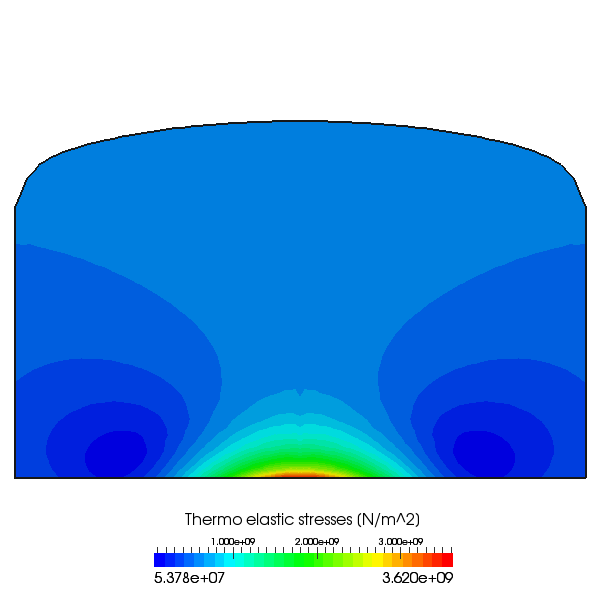 Thermo elastic stresses (N/m^2)
1.000e+09 2.000e+09 3.000e+09
5.378e+07 3.620e+09